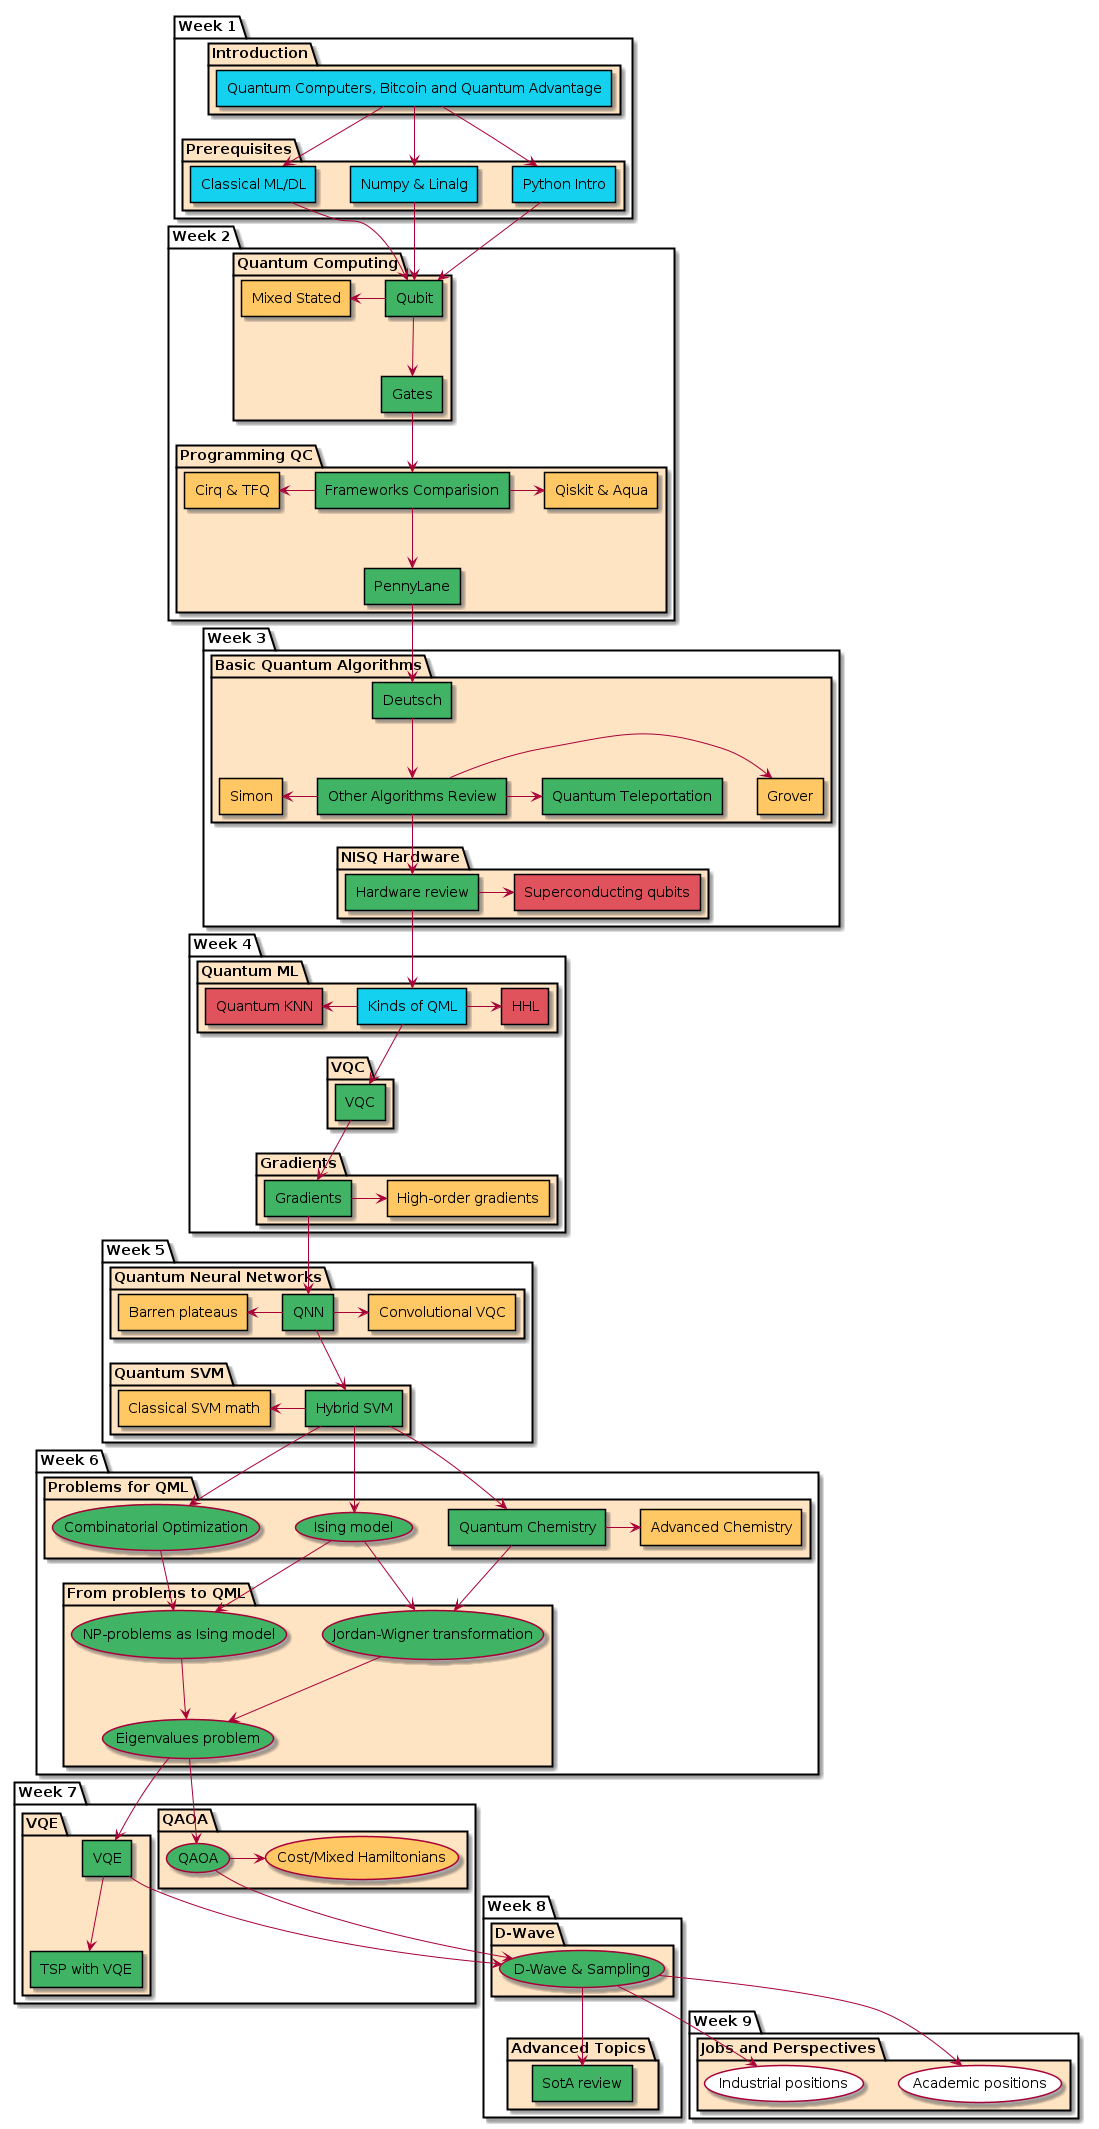 Week 1
Introduction
Quantum Computers, Bitcoin and Quantum Advantage
Prerequisites
Classical ML/DL
Numpy & Linalg
Python Intro
Week 2
Quantum Computing
Mixed Stated
Qubit
Gates
Programming QC
Cirq & TFQ
Frameworks Comparision
Qiskit & Aqua
PennyLane
Week 3
Basic Quantum Algorithms
Deutsch
Simon
Other Algorithms Review
Quantum Teleportation
Grover
NISQ Hardware
Hardware review
Superconducting qubits
Week 4
Quantum ML
Quantum KNN
Kinds of QML
HHL
VQC
VQC
Gradients
Gradients
High-order gradients
Week 5
Quantum Neural Networks
Barren plateaus
QNN
Convolutional VQC
Quantum SVM
Classical SVM math
Hybrid SVM
Week 6
Problems for QML
Combinatorial Optimization
Ising model
Quantum Chemistry
Advanced Chemistry
From problems to QML
NP-problems as Ising model
Jordan-Wigner transformation
Eigenvalues problem
Week 7
VQE
VQE
TSP with VQE
QAOA
QAOA
Cost/Mixed Hamiltonians
Week 8
D-Wave
D-Wave & Sampling
Advanced Topics
SotA review
Week 9
Jobs and Perspectives
Industrial positions
Academic positions